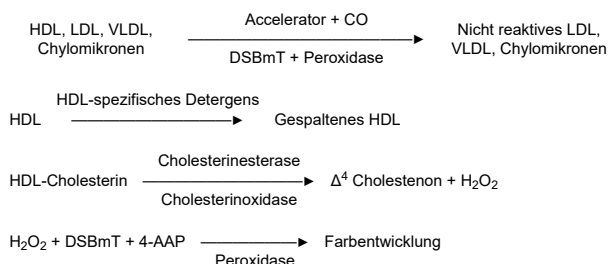 HDL, LDL, VLDL, Chylomikronen
Accelerator + CO
DSBmT + Peroxidase
Nicht reaktives LDL, VLDL, Chylomikronen
HDL
HDL-spezifisches Detergens
Gespaltenes HDL
HDL-Cholesterin
Cholesterinesterase
Cholesterinoxidase
Δ⁴ Cholestenon + H₂O₂
H₂O₂ + DSBmT + 4-AAP
Peroxidase
Farbentwicklung